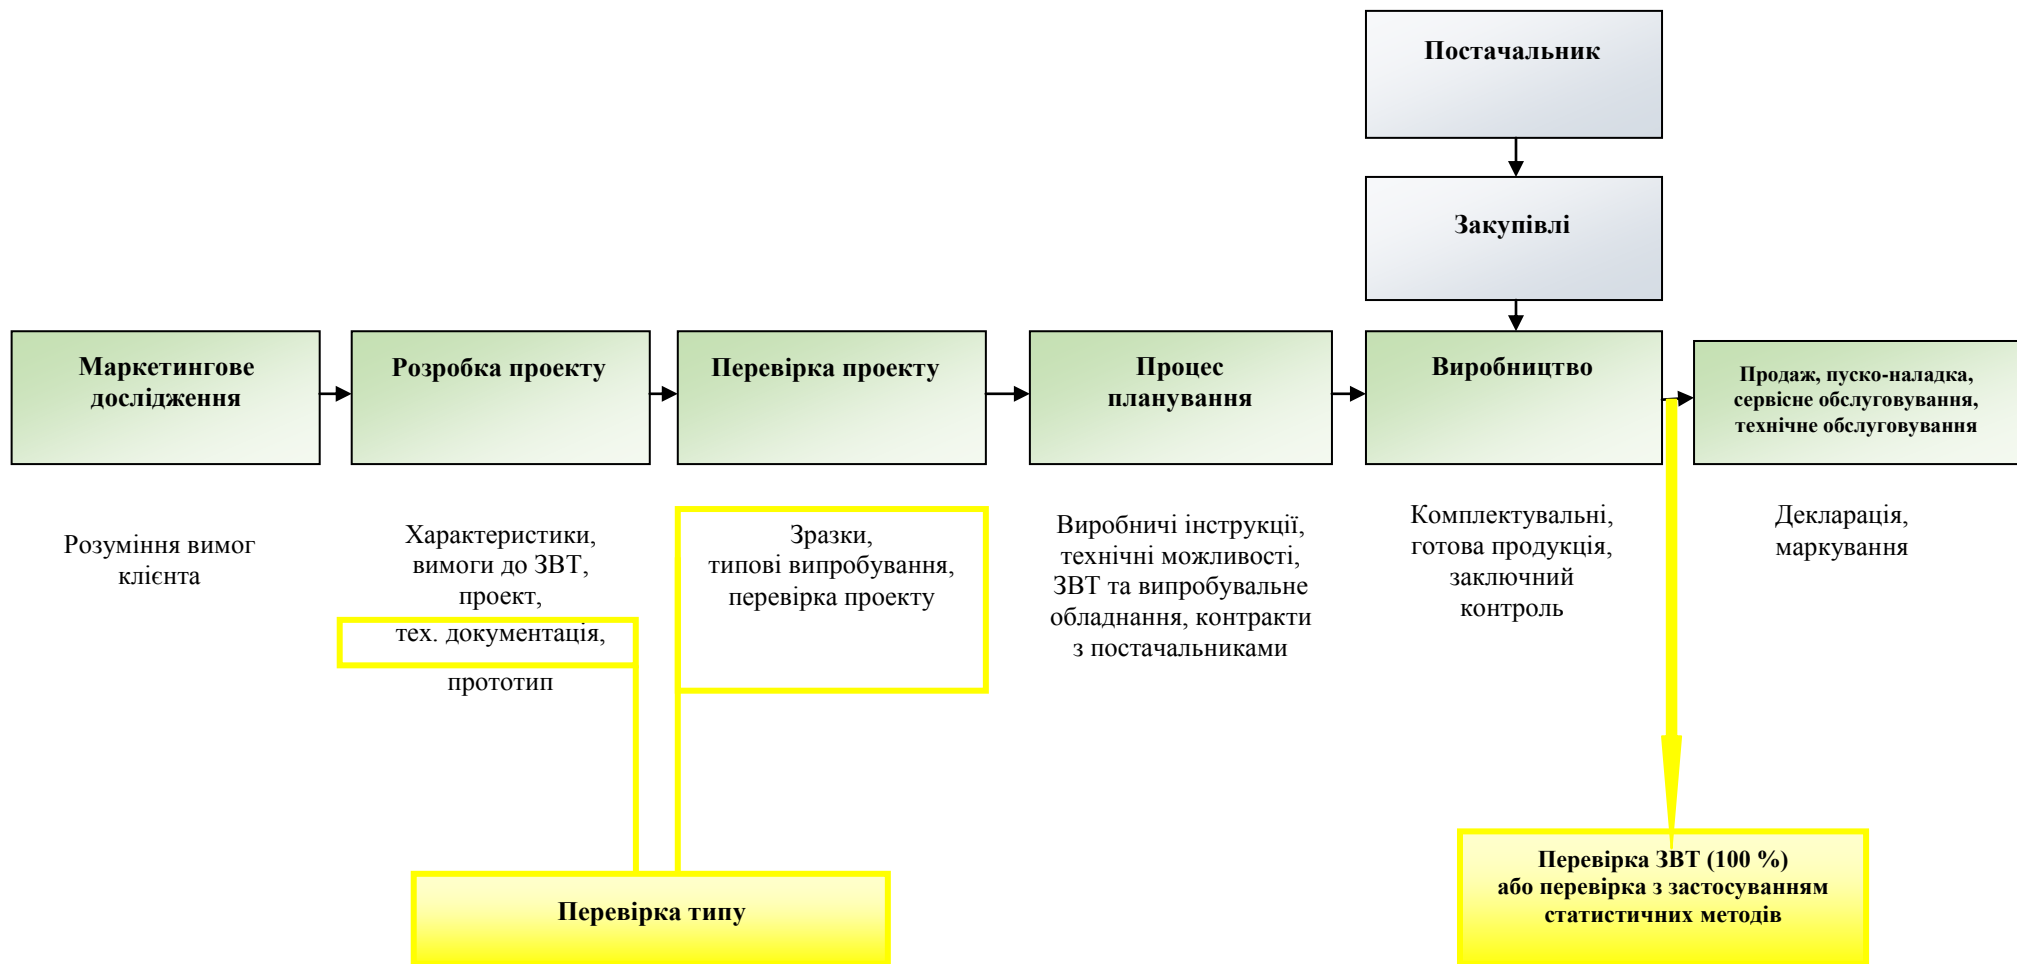 Постачальник
Закупівлі
Маркетингове
дослідження
Розробка проекту
Перевірка проекту
Процес
планування
Виробництво
Продаж, пуско-наладка,
сервісне обслуговування,
технічне обслуговування
Розуміння вимог
клієнта
Характеристики,
вимоги до ЗВТ,
проект,
тех. документація,
прототип
Зразки,
типові випробування,
перевірка проекту
Виробничі інструкції,
технічні можливості,
ЗВТ та випробувальне
обладнання, контракти
з постачальниками
Комплектувальні,
готова продукція,
заключний
контроль
Декларація,
маркування
Перевірка типу
Перевірка ЗВТ (100 %)
або перевірка з застосуванням
статистичних методів